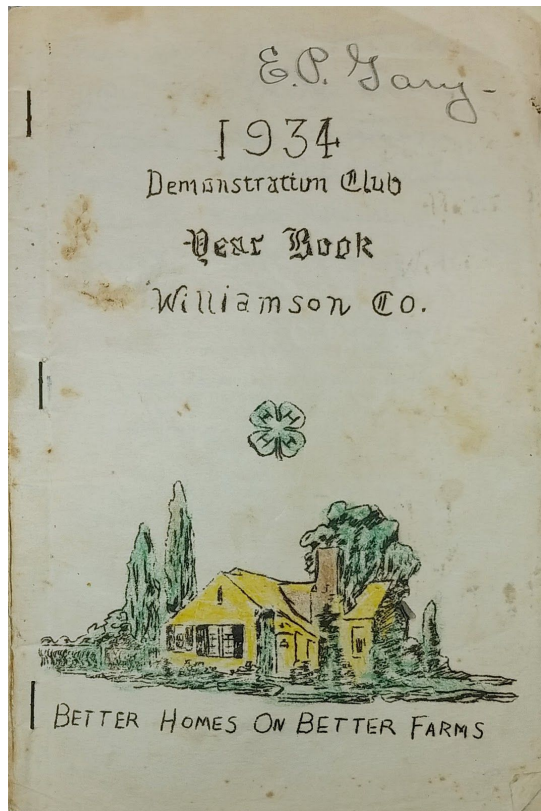 E.P. Gary
1934
Demonstration Club
Year Book
Williamson Co.
H H
H H
BETTER HOMES ON BETTER FARMS